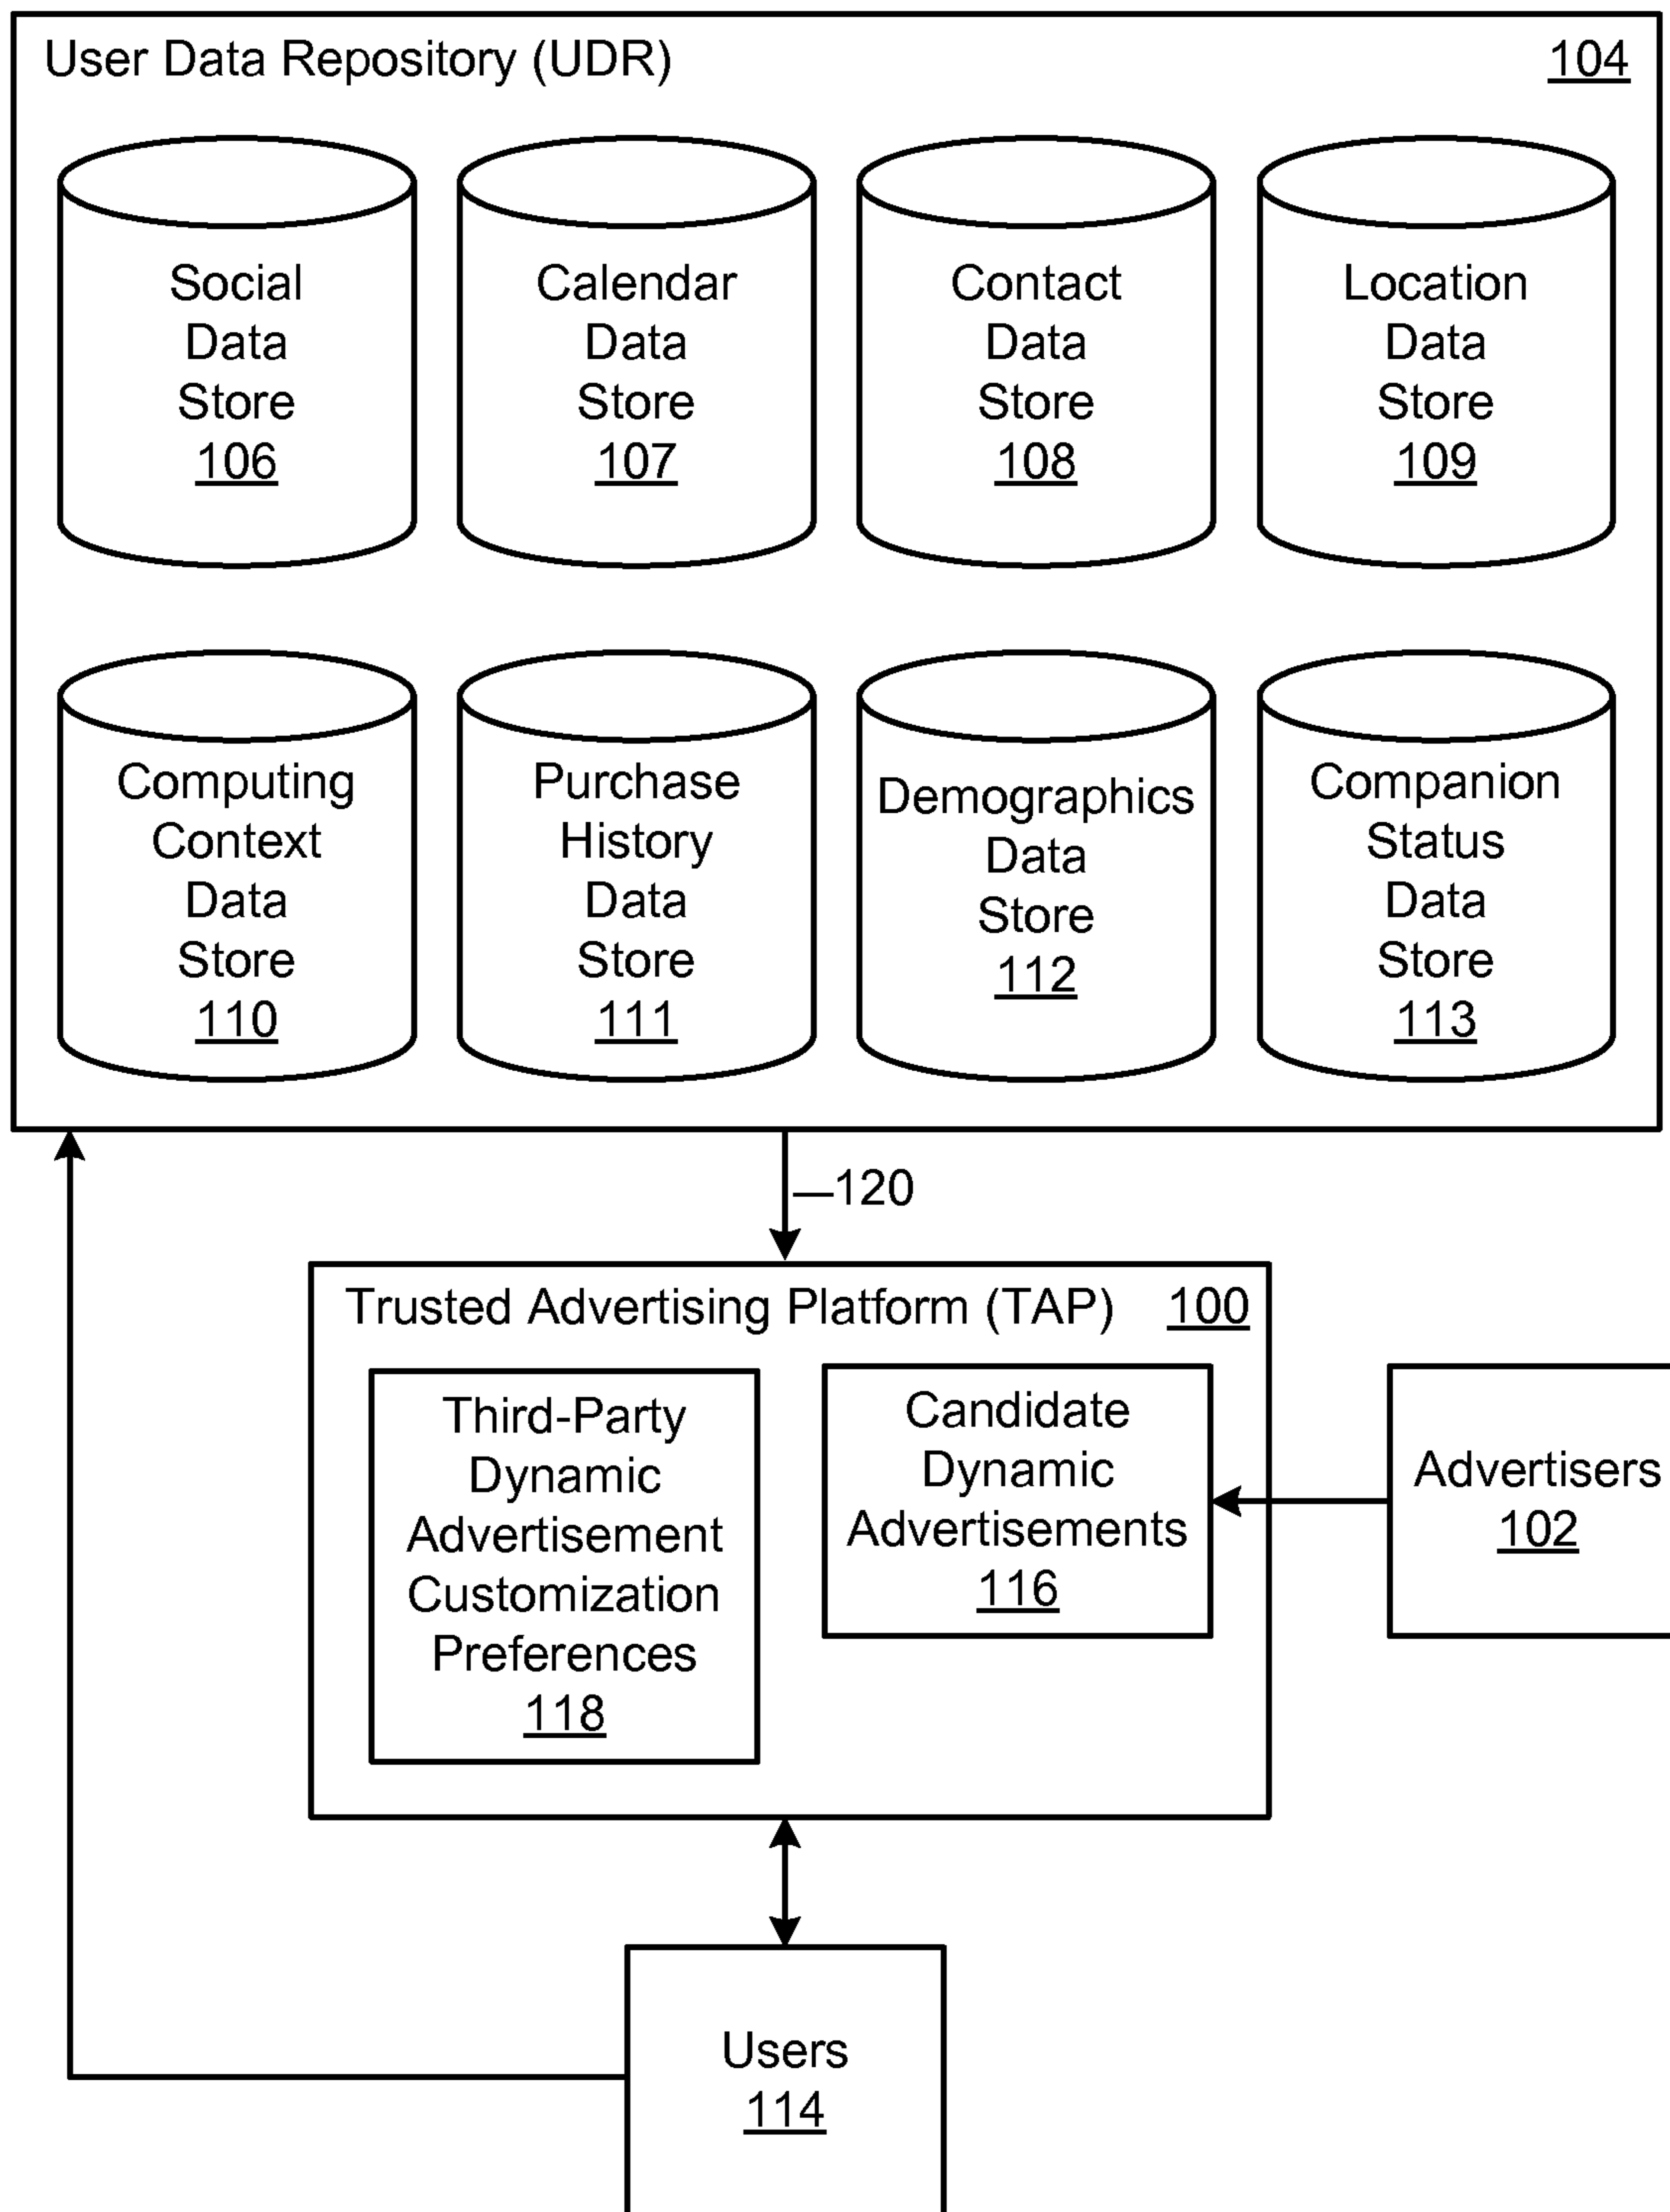 User Data Repository (UDR)
104
Social
Data
Store
106
Calendar
Data
Store
107
Contact
Data
Store
108
Location
Data
Store
109
Computing
Context
Data
Store
110
Purchase
History
Data
Store
111
Demographics
Data
Store
112
Companion
Status
Data
Store
113
120
Trusted Advertising Platform (TAP)
100
Third-Party
Dynamic
Advertisement
Customization
Preferences
118
Candidate
Dynamic
Advertisements
116
Advertisers
102
Users
114